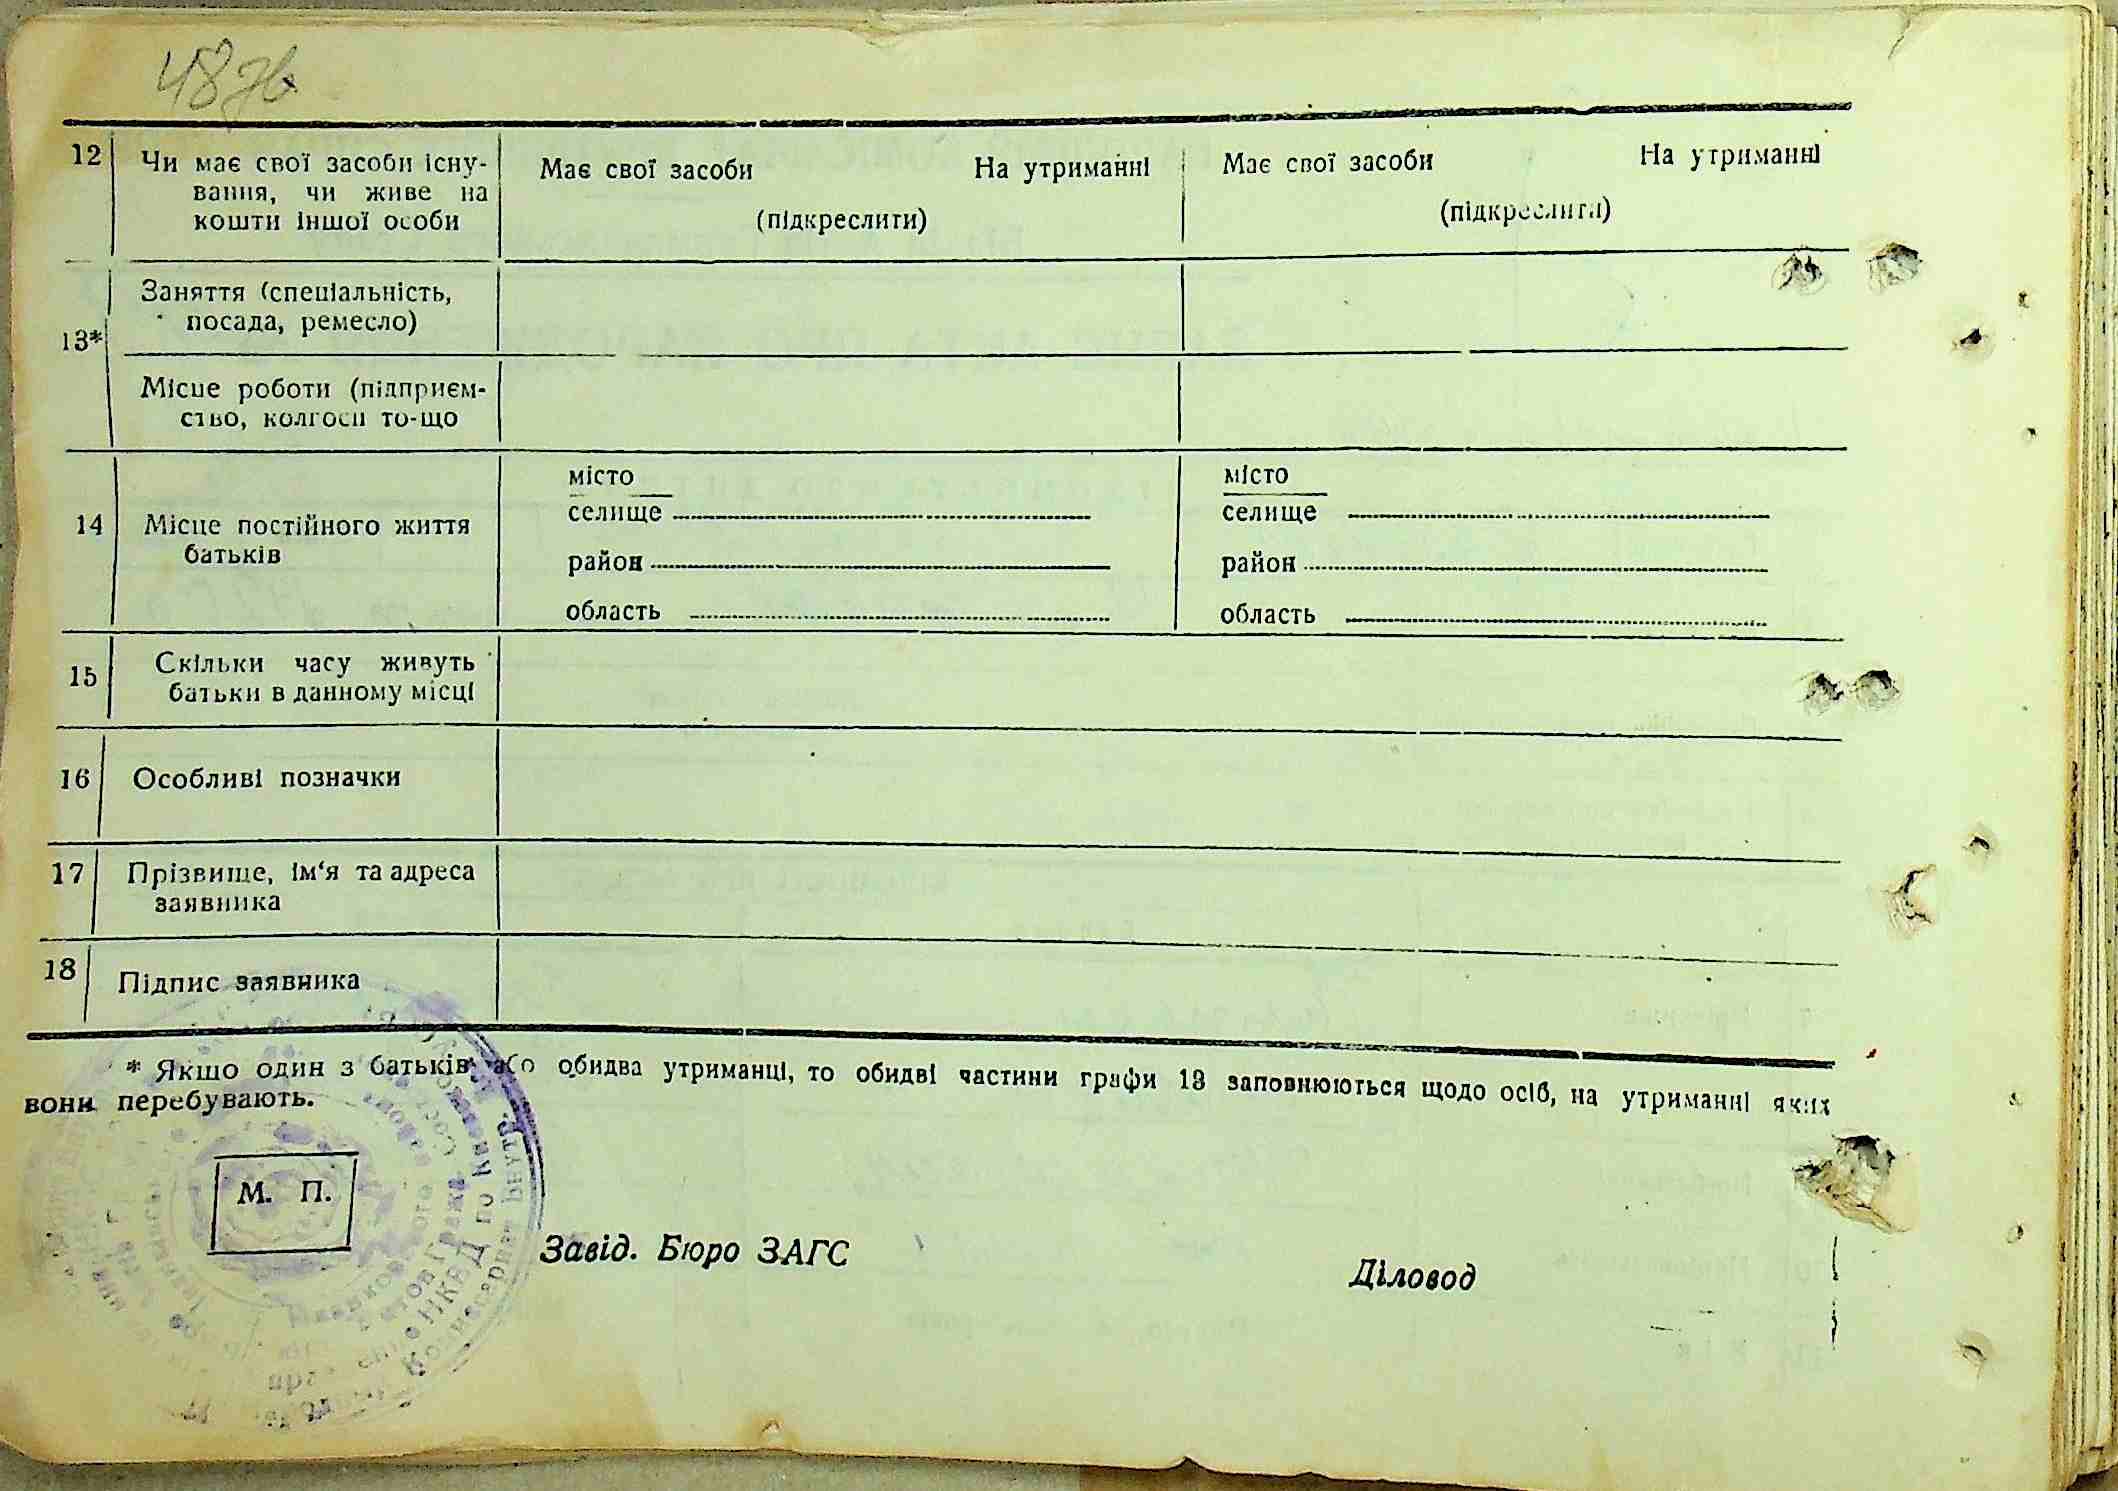 48зв
12 Чи має свої засоби існу-
вання, чи живе на
кошти іншої особи
Має свої засоби На утриманні
(підкреслити)
Має свої засоби На утриманні
(підкреслити)
13*
Заняття (спеціальність,
посада, ремесло)
Місце роботи (підприєм-
ство, колгосп то-що
14 Місце постійного життя
батьків
місто
селище
район
область
місто
селище
район
область
15 Скільки часу живуть
батьки в данному місці
16 Особливі позначки
17 Прізвище, ім'я та адреса
заявника
18 Підпис заявника
* Якщо один з батьків, або обидва утриманці, то обидві частини графи 13 заповнюються щодо осіб, на утриманні яких
вони перебувають.
М. П.
Завід. Бюро ЗАГС
Діловод